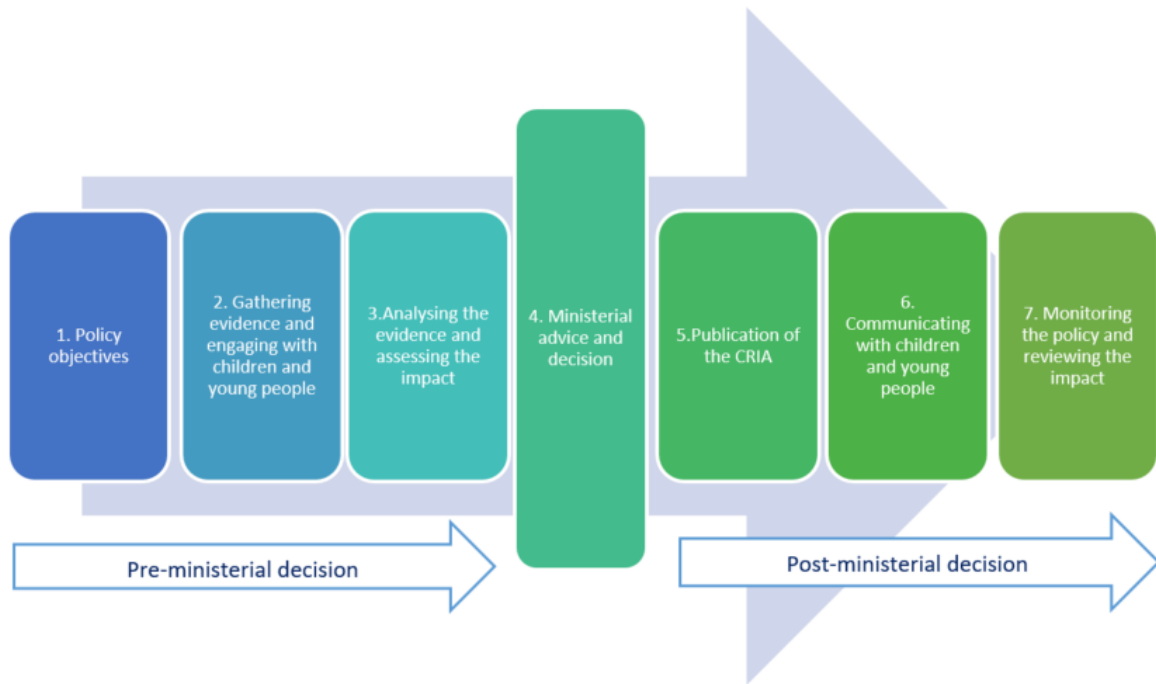 1. Policy
objectives
2. Gathering
evidence and
engaging with
children and
young people
3.Analysing the
evidence and
assessing the
impact
4. Ministerial
advice and
decision
5.Publication of
the CRIA
6.
Communicating
with children
and young
people
7. Monitoring
the policy and
reviewing the
impact
Pre-ministerial decision
Post-ministerial decision